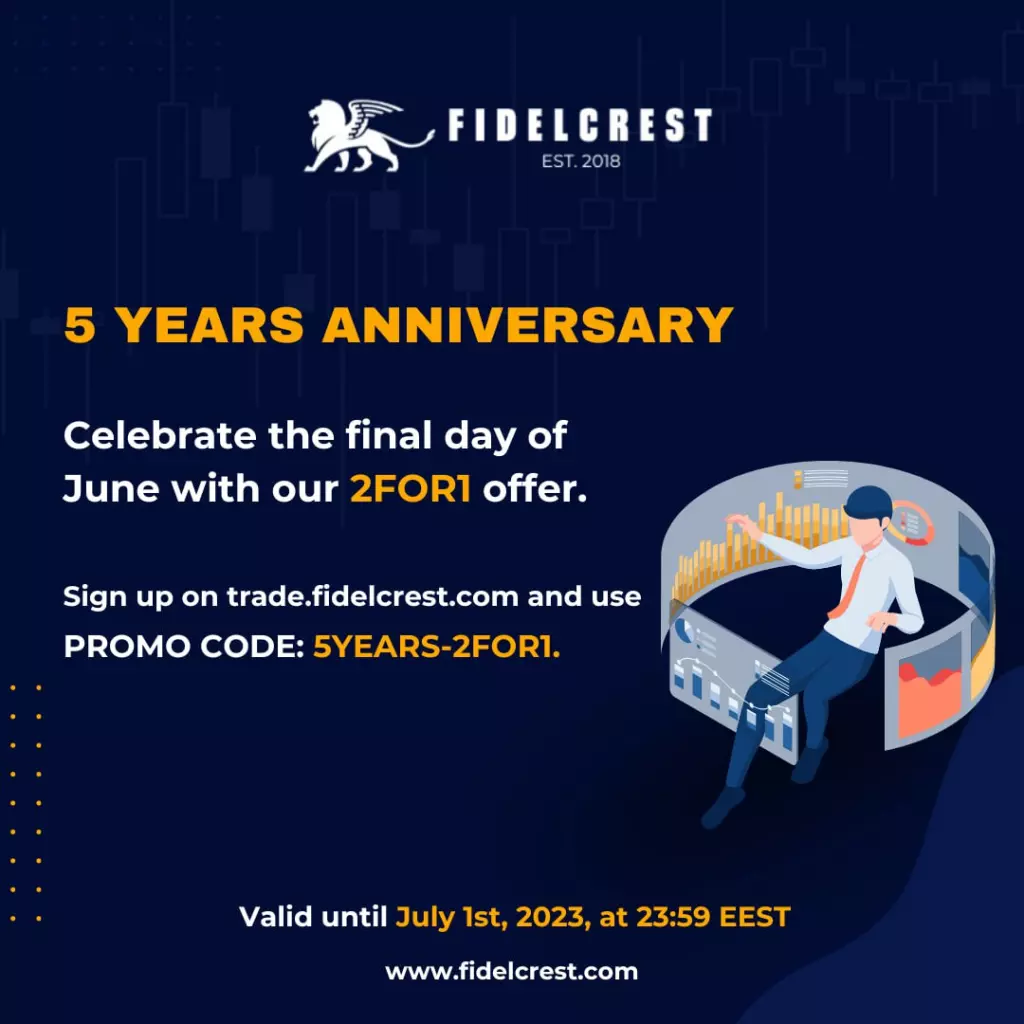 FIDELCREST
EST. 2018
5 YEARS ANNIVERSARY
Celebrate the final day of
June with our 2FOR1 offer.
Sign up on trade.fidelcrest.com and use
PROMO CODE: 5YEARS-2FOR1.
Valid until July 1st, 2023, at 23:59 EEST
www.fidelcrest.com